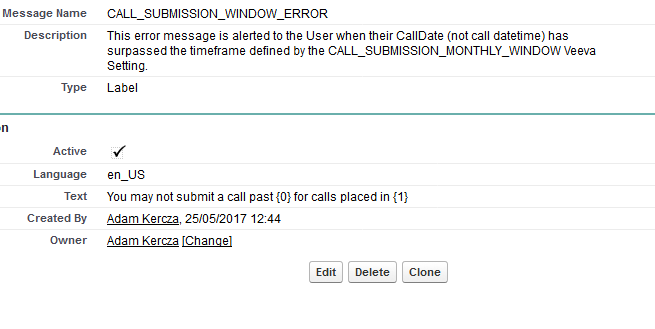 Message Name CALL_SUBMISSION_WINDOW_ERROR
Description This error message is alerted to the User when their CallDate (not call datetime) has
surpassed the timeframe defined by the CALL_SUBMISSION_MONTHLY_WINDOW Veeva
Setting.
Type Label
on
Active
Language en_US
Text You may not submit a call past {0} for calls placed in {1}
Created By Adam Kercza, 25/05/2017 12:44
Owner Adam Kercza [Change]
Edit Delete Clone